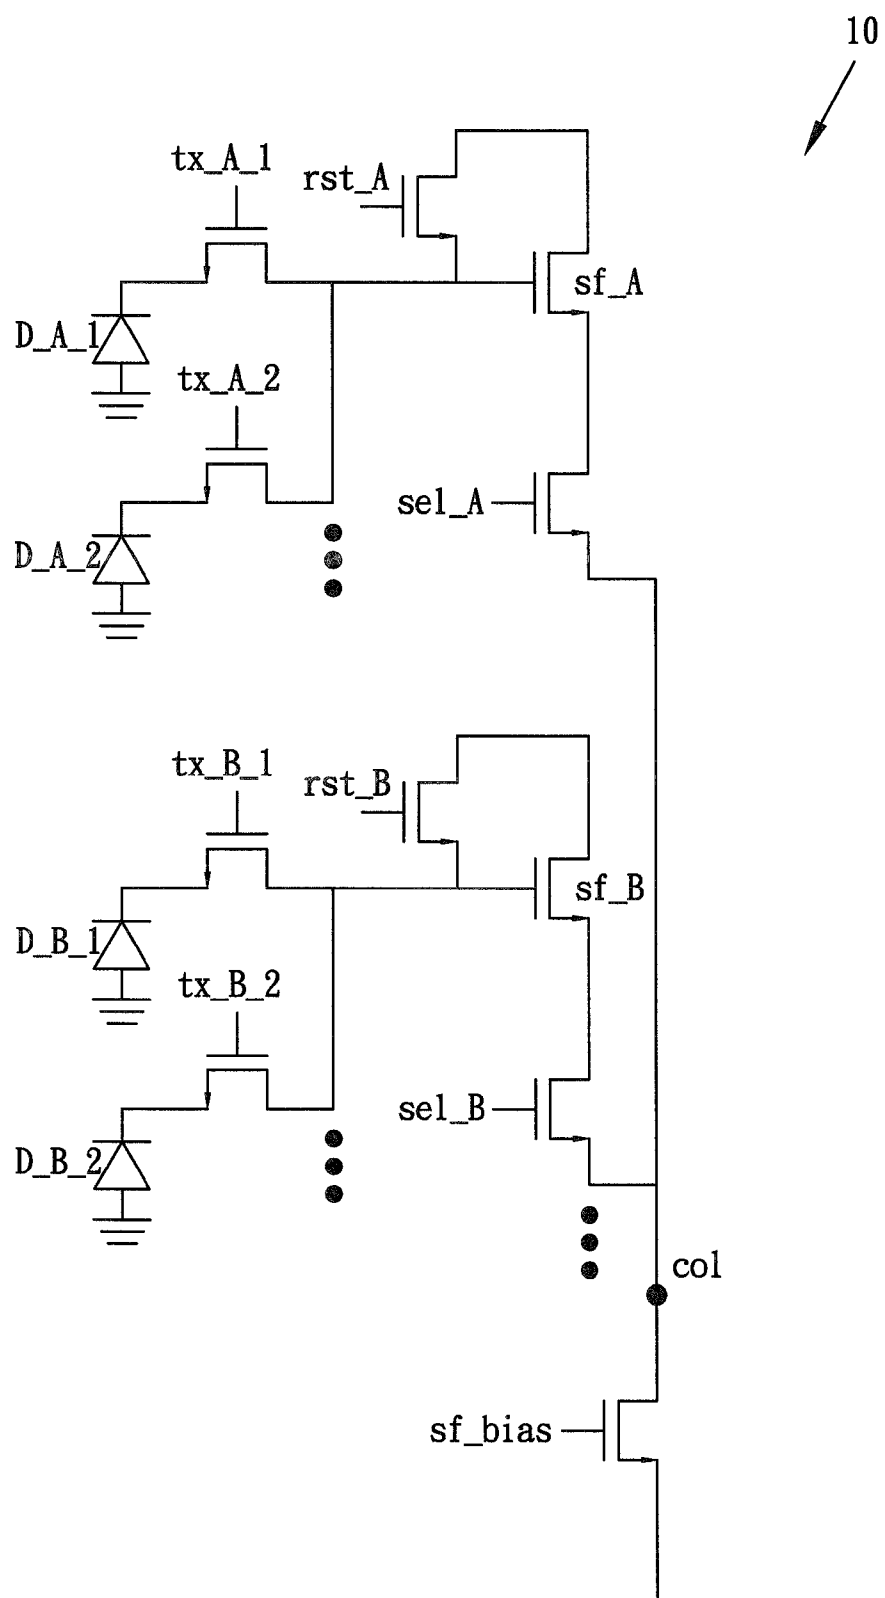 10
tx_A_1
rst_A
sf_A
D_A_1
tx_A_2
sel_A
D_A_2
tx_B_1
rst_B
sf_B
D_B_1
tx_B_2
sel_B
D_B_2
col
sf_bias